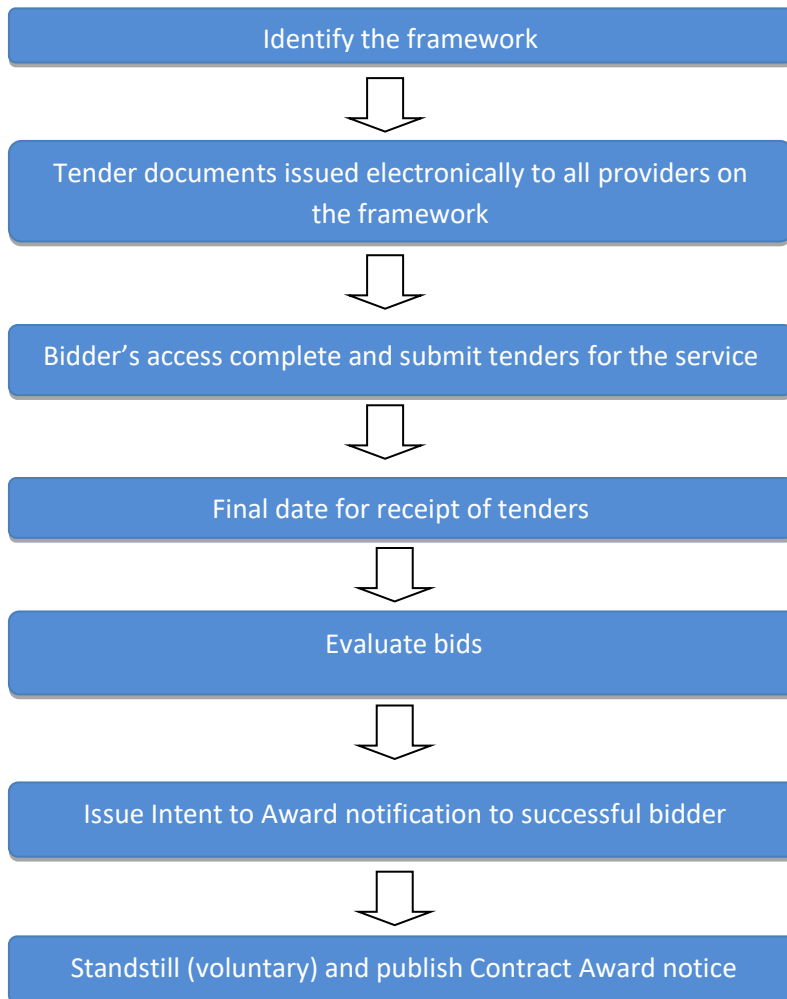 Identify the framework
Tender documents issued electronically to all providers on
the framework
Bidder’s access complete and submit tenders for the service
Final date for receipt of tenders
Evaluate bids
Issue Intent to Award notification to successful bidder
Standstill (voluntary) and publish Contract Award notice